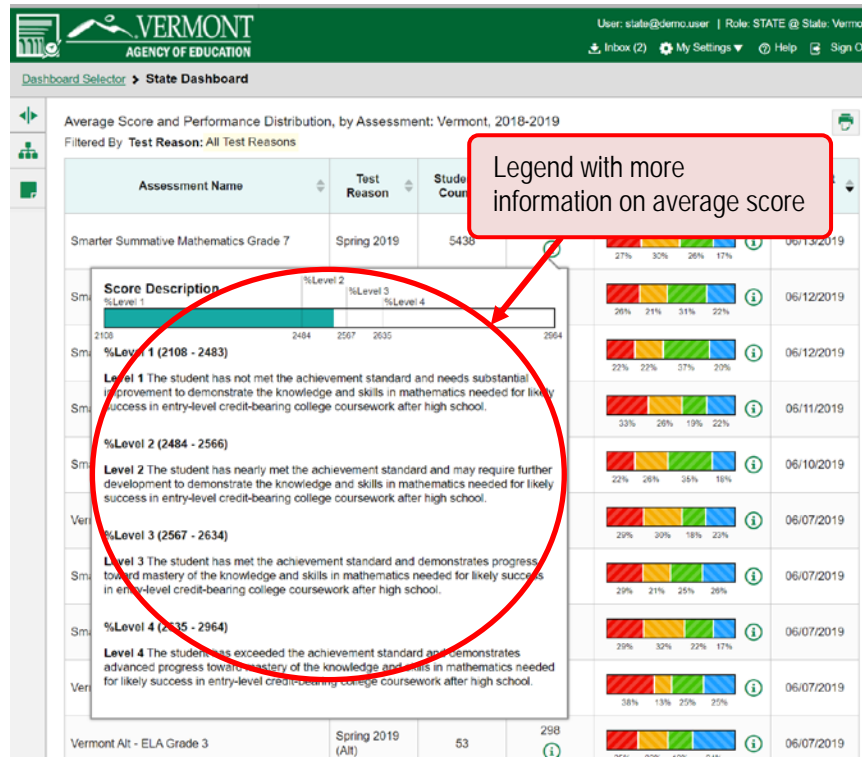 VERMONT
AGENCY OF EDUCATION
User: state@demo.user | Role: STATE @ State: Vermo
Inbox (2) My Settings Help Sign O
Dashboard Selector > State Dashboard
Average Score and Performance Distribution, by Assessment: Vermont, 2018-2019
Filtered By Test Reason: All Test Reasons
Legend with more
information on average score
Assessment Name
Test
Reason
Stude
Coun
Smarter Summative Mathematics Grade 7 Spring 2019 5438 06/13/2019
27% 30% 26% 17%
Score Description
%Level 1 %Level 2 %Level 3 %Level 4
2108 2484 2567 2635 2964
%Level 1 (2108 - 2483)
Level 1 The student has not met the achievement standard and needs substantial
improvement to demonstrate the knowledge and skills in mathematics needed for likely
success in entry-level credit-bearing college coursework after high school.
%Level 2 (2484 - 2566)
Level 2 The student has nearly met the achievement standard and may require further
development to demonstrate the knowledge and skills in mathematics needed for likely
success in entry-level credit-bearing college coursework after high school.
%Level 3 (2567 - 2634)
Level 3 The student has met the achievement standard and demonstrates progress
toward mastery of the knowledge and skills in mathematics needed for likely success
in entry-level credit-bearing college coursework after high school.
%Level 4 (2635 - 2964)
Level 4 The student has exceeded the achievement standard and demonstrates
advanced progress toward mastery of the knowledge and skills in mathematics needed
for likely success in entry-level credit-bearing college coursework after high school.
Sma 06/12/2019
26% 21% 31% 22%
Sma 06/12/2019
22% 22% 37% 20%
Sma 06/11/2019
33% 26% 19% 22%
Sma 06/10/2019
22% 26% 35% 18%
Ver 06/07/2019
29% 30% 18% 23%
Sma 06/07/2019
29% 21% 25% 26%
Sma 06/07/2019
29% 32% 22% 17%
Ver 06/07/2019
38% 13% 25% 25%
Vermont Alt - ELA Grade 3 Spring 2019 (Alt) 53 298 06/07/2019